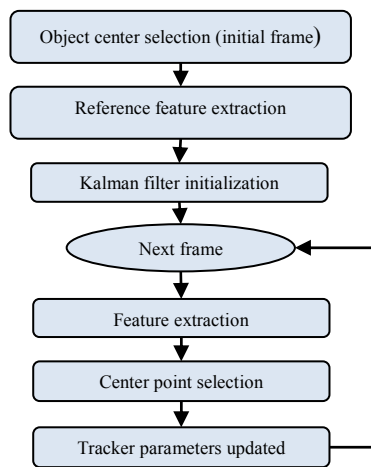 Object center selection (initial frame)
Reference feature extraction
Kalman filter initialization
Next frame
Feature extraction
Center point selection
Tracker parameters updated